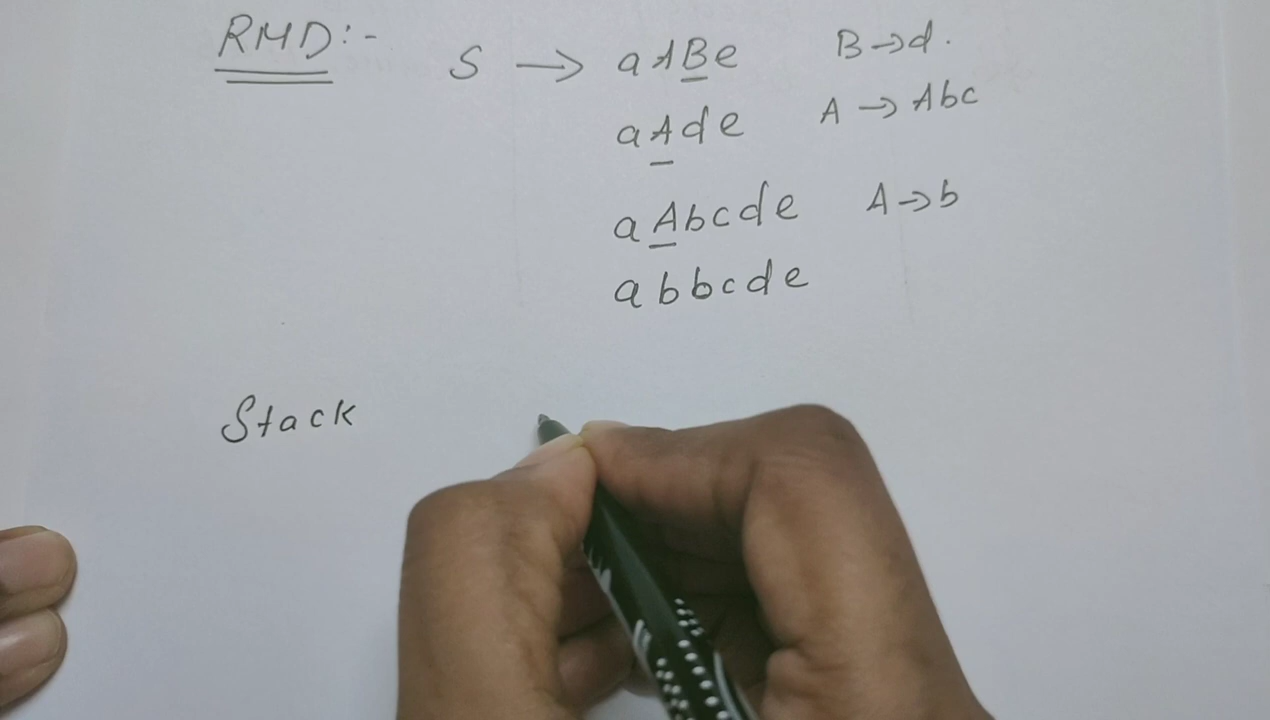 RMD:- S → aABe B→d.
aAde A → Abc
aAbcde A→b
abbcde
Stack